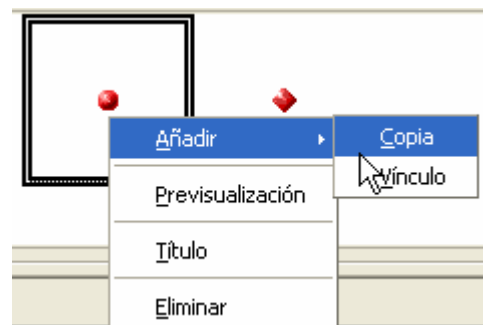 Añadir
Copia
Vínculo
Previsualización
Título
Eliminar